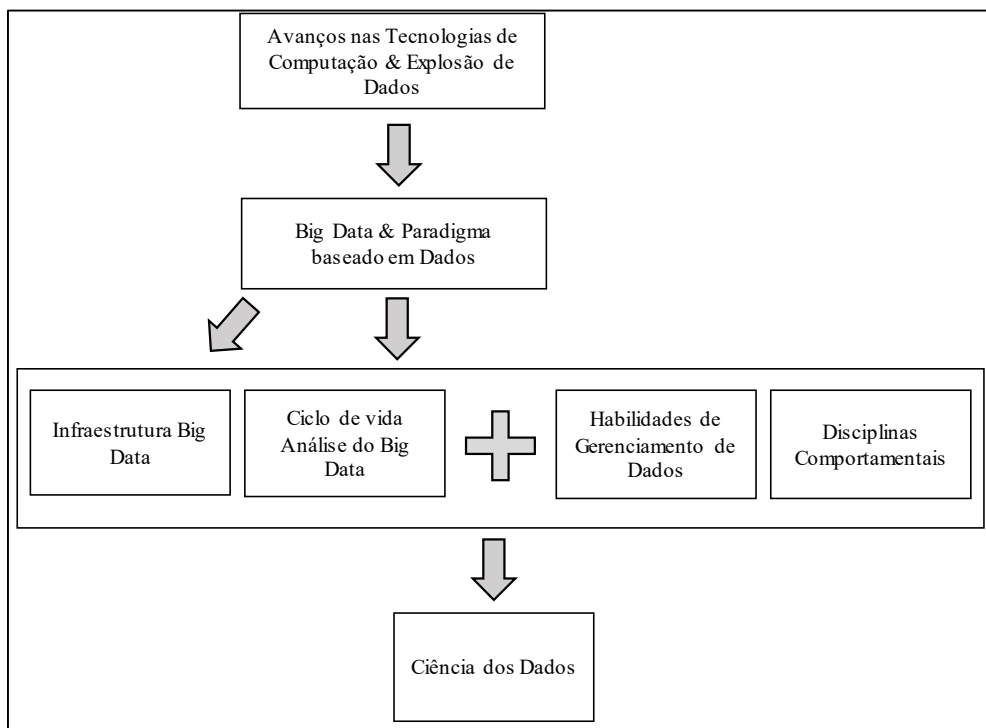 Avanços nas Tecnologias de
Computação & Explosão de
Dados
Big Data & Paradigma
baseado em Dados
Infraestrutura Big
Data
Ciclo de vida
Análise do Big
Data
Habilidades de
Gerenciamento de
Dados
Disciplinas
Comportamentais
Ciência dos Dados